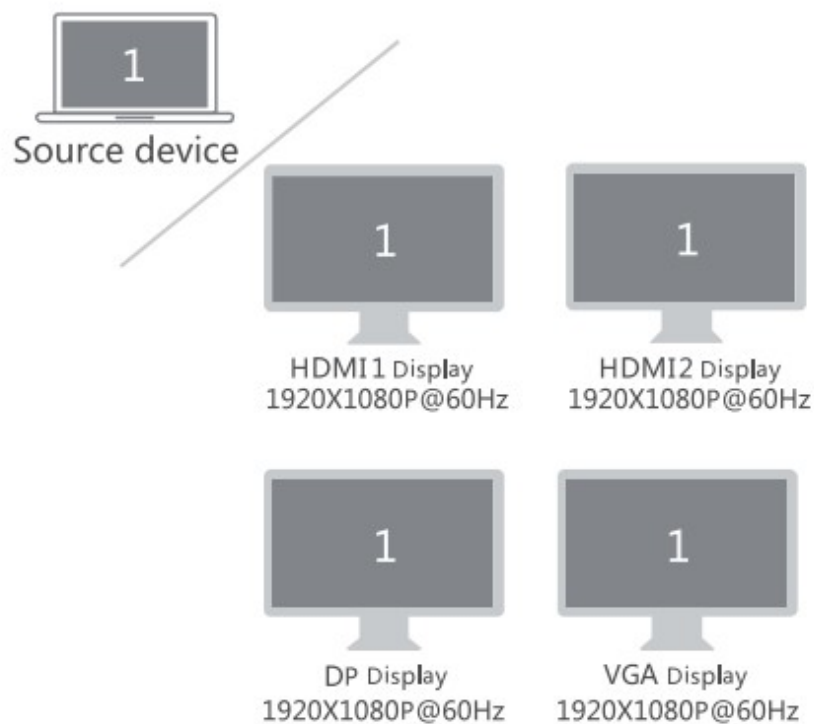 1
Source device
1
1
HDMI1 Display
1920X1080P@60Hz
HDMI2 Display
1920X1080P@60Hz
1
1
DP Display
1920X1080P@60Hz
VGA Display
1920X1080P@60Hz